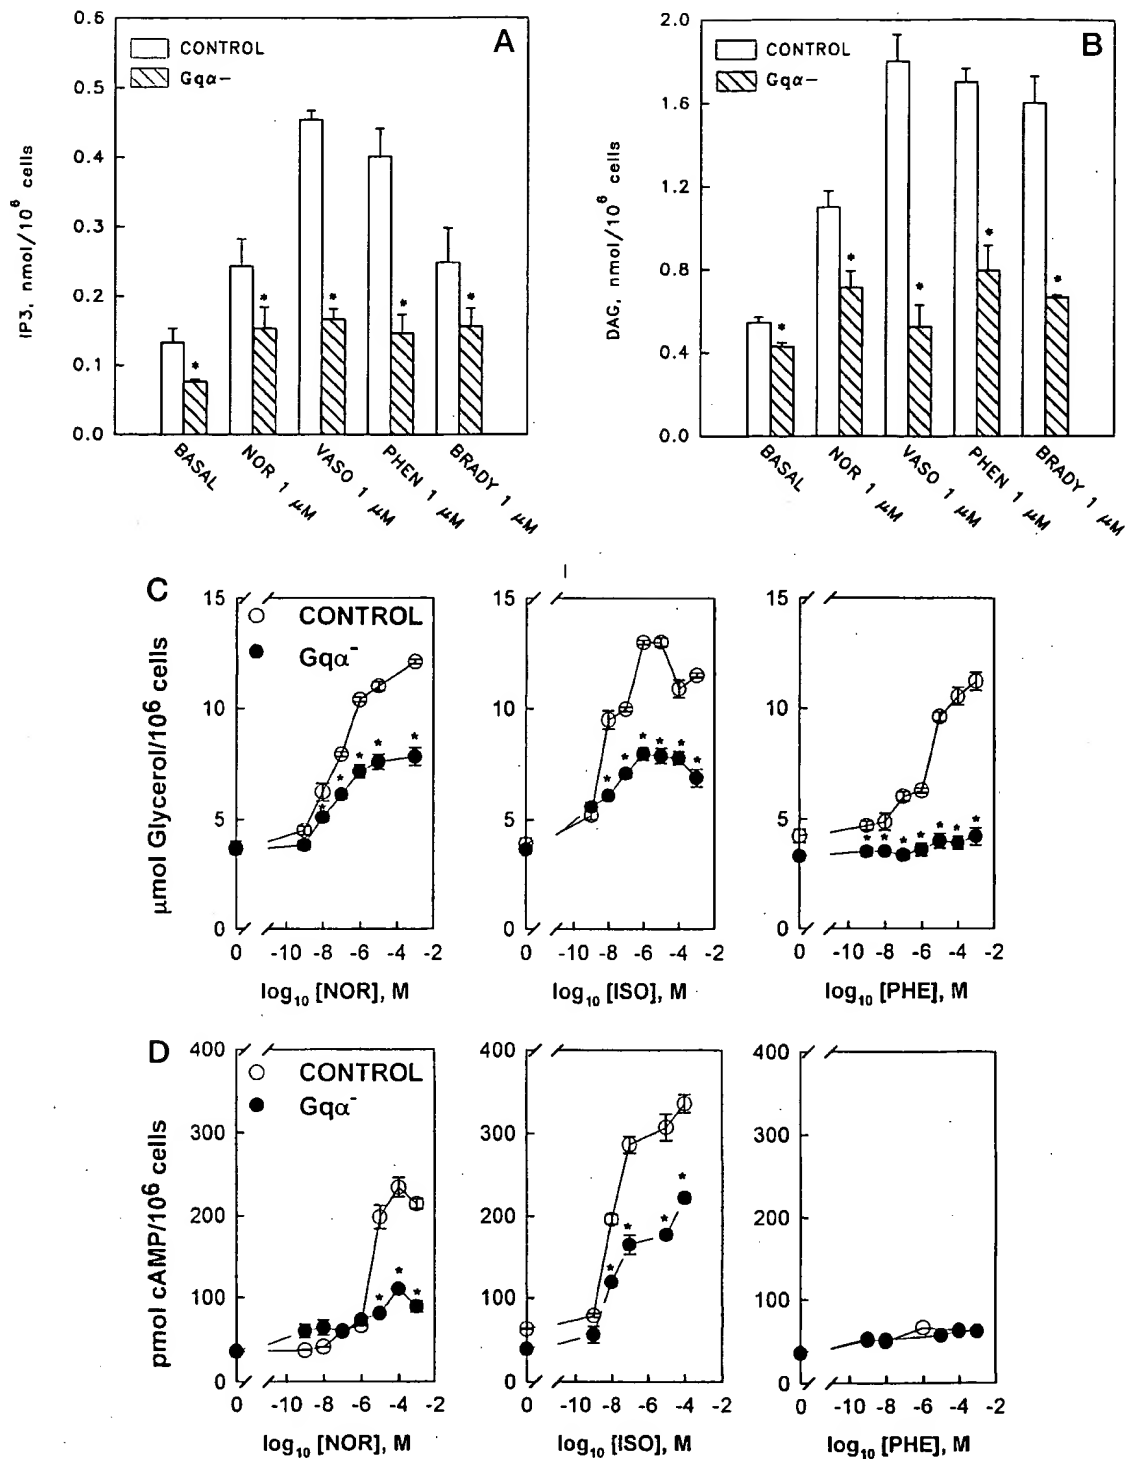 A
CONTROL
Gqα-
IP3, nmol/10⁶ cells
0.6
0.5
0.4
0.3
0.2
0.1
0.0
BASAL
NOR 1 μM
VASO 1 μM
PHEN 1 μM
BRADY 1 μM
B
CONTROL
Gqα-
DAG, nmol/10⁶ cells
2.0
1.6
1.2
0.8
0.4
0.0
BASAL
NOR 1 μM
VASO 1 μM
PHEN 1 μM
BRADY 1 μM
C
CONTROL
Gqα⁻
μmol Glycerol/10⁶ cells
15
10
5
0
0 -10 -8 -6 -4 -2
log₁₀ [NOR], M
15
10
5
0
0 -10 -8 -6 -4 -2
log₁₀ [ISO], M
15
10
5
0
0 -10 -8 -6 -4 -2
log₁₀ [PHE], M
D
CONTROL
Gqα⁻
pmol cAMP/10⁶ cells
400
300
200
100
0
0 -10 -8 -6 -4 -2
log₁₀ [NOR], M
400
300
200
100
0
0 -10 -8 -6 -4 -2
log₁₀ [ISO], M
400
300
200
100
0
0 -10 -8 -6 -4 -2
log₁₀ [PHE], M